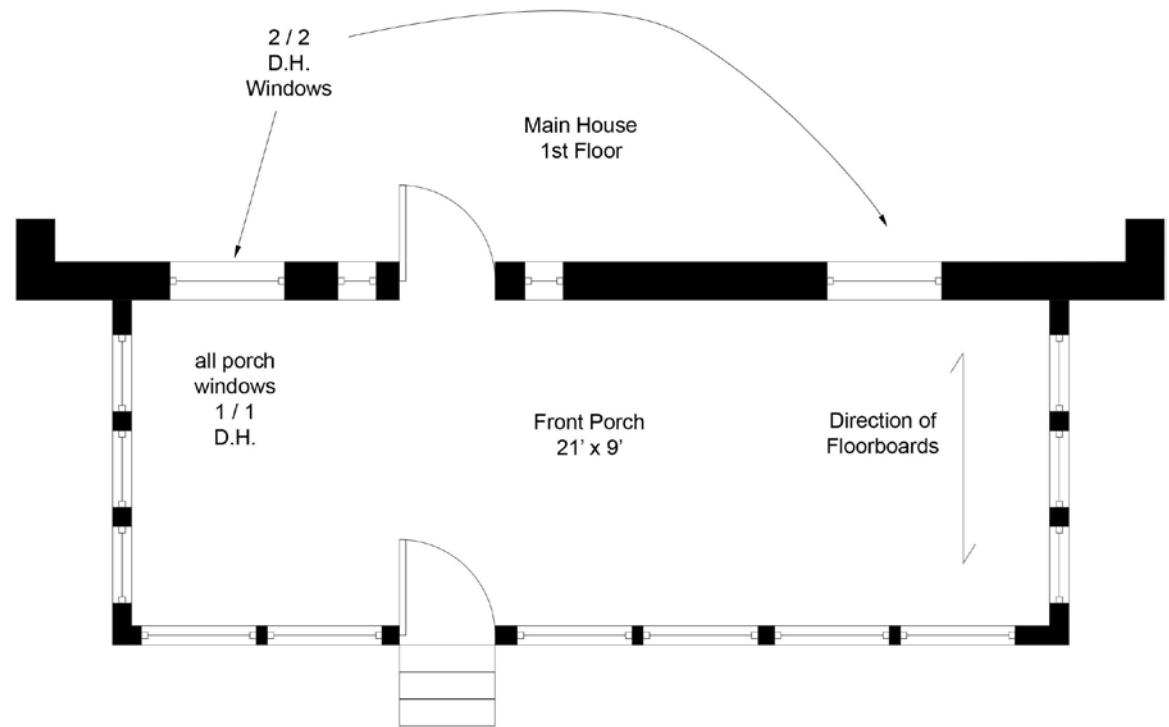 2 / 2
D.H.
Windows
Main House
1st Floor
all porch
windows
1 / 1
D.H.
Front Porch
21’ x 9’
Direction of
Floorboards